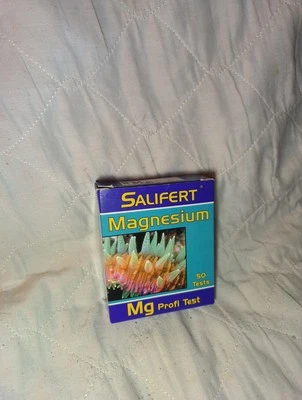 SALIFERT
Magnesium
50
Tests
Mg Profi Test